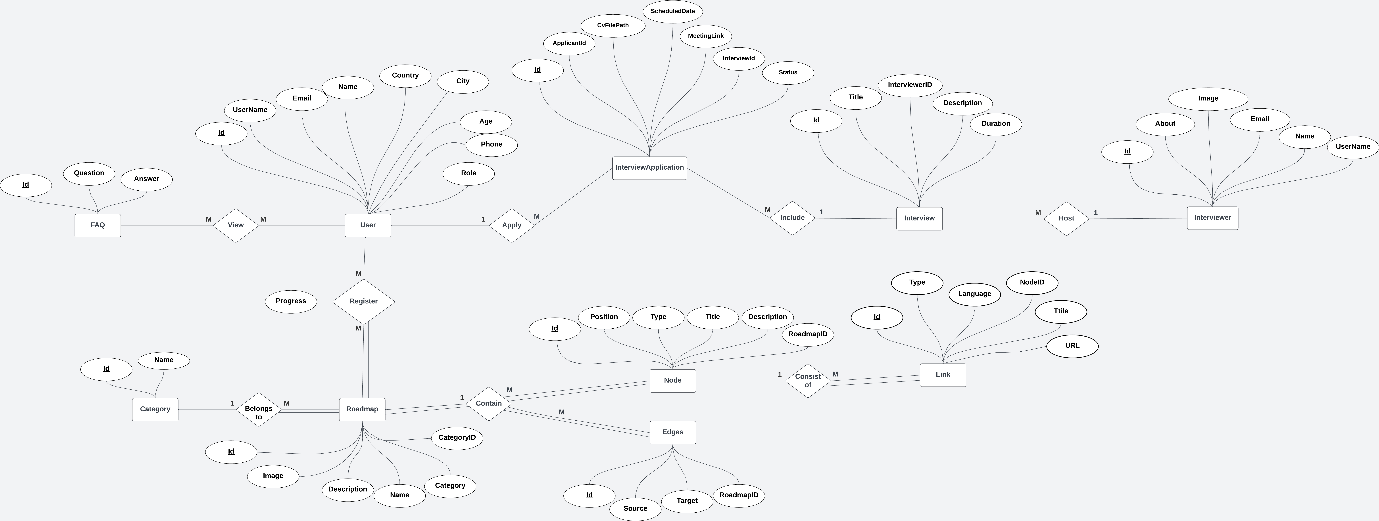 ScheduledDate
CvFilePath
MeetingLink
ApplicantId
InterviewId
Id
Status
Country
City
Name
Email
UserName
Id
Age
Phone
Role
InterviewerID
Title
Description
Id
Duration
Image
About
Email
Name
Id
UserName
Question
Answer
Id
InterviewApplication
FAQ
M
View
M
User
1
Apply
M
M
Include
1
Interview
M
Host
1
Interviewer
M
Progress
Register
M
Type
Language
NodeID
Id
Ttile
URL
Position
Type
Title
Description
Id
RoadmapID
Name
Id
Node
1
Consist
of
M
Link
Category
1
Belongs
to
M
Roadmap
1
Contain
M
M
Edges
CategoryID
Id
Image
Description
Name
Category
Id
Source
Target
RoadmapID